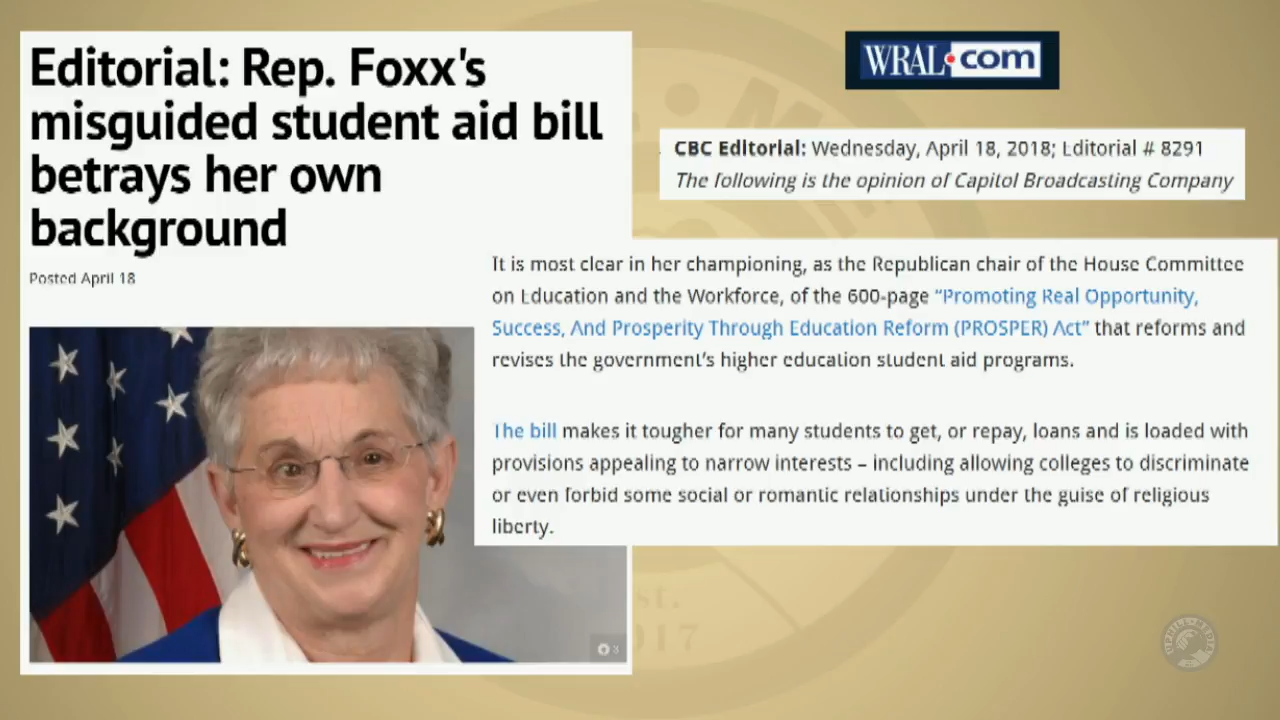 Editorial: Rep. Foxx's
misguided student aid bill
betrays her own
background
Posted April 18
WRAL.com
CBC Editorial: Wednesday, April 18, 2018; Editorial # 8291
The following is the opinion of Capitol Broadcasting Company
It is most clear in her championing, as the Republican chair of the House Committee
on Education and the Workforce, of the 600-page “Promoting Real Opportunity,
Success, And Prosperity Through Education Reform (PROSPER) Act” that reforms and
revises the government’s higher education student aid programs.
The bill makes it tougher for many students to get, or repay, loans and is loaded with
provisions appealing to narrow interests – including allowing colleges to discriminate
or even forbid some social or romantic relationships under the guise of religious
liberty.
3